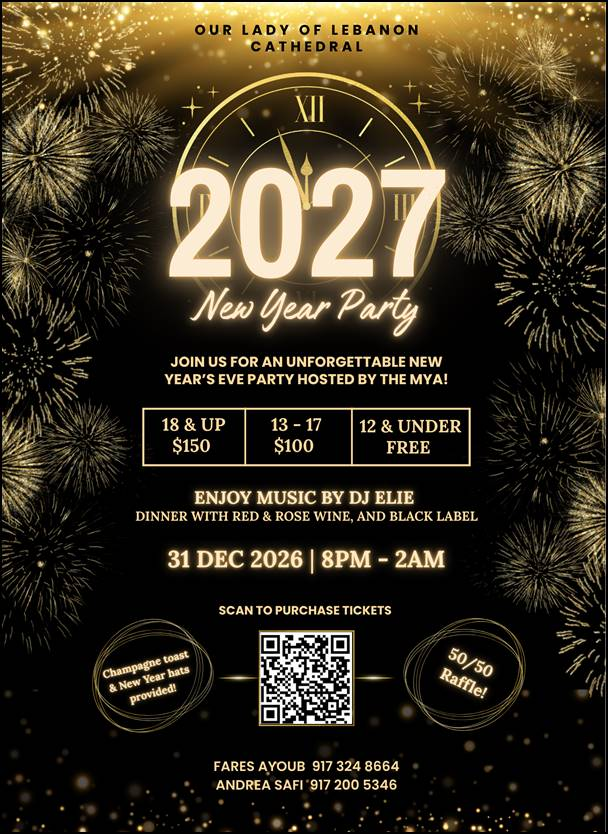 OUR LADY OF LEBANON
CATHEDRAL
XII
III
2027
New Year Party
JOIN US FOR AN UNFORGETTABLE NEW
YEAR'S EVE PARTY HOSTED BY THE MYA!
18 & UP
$150
13 - 17
$100
12 & UNDER
FREE
ENJOY MUSIC BY DJ ELIE
DINNER WITH RED & ROSE WINE, AND BLACK LABEL
31 DEC 2026 | 8PM - 2AM
SCAN TO PURCHASE TICKETS
Champagne toast
& New Year hats
provided!
50/50
Raffle!
FARES AYOUB 917 324 8664
ANDREA SAFI 917 200 5346